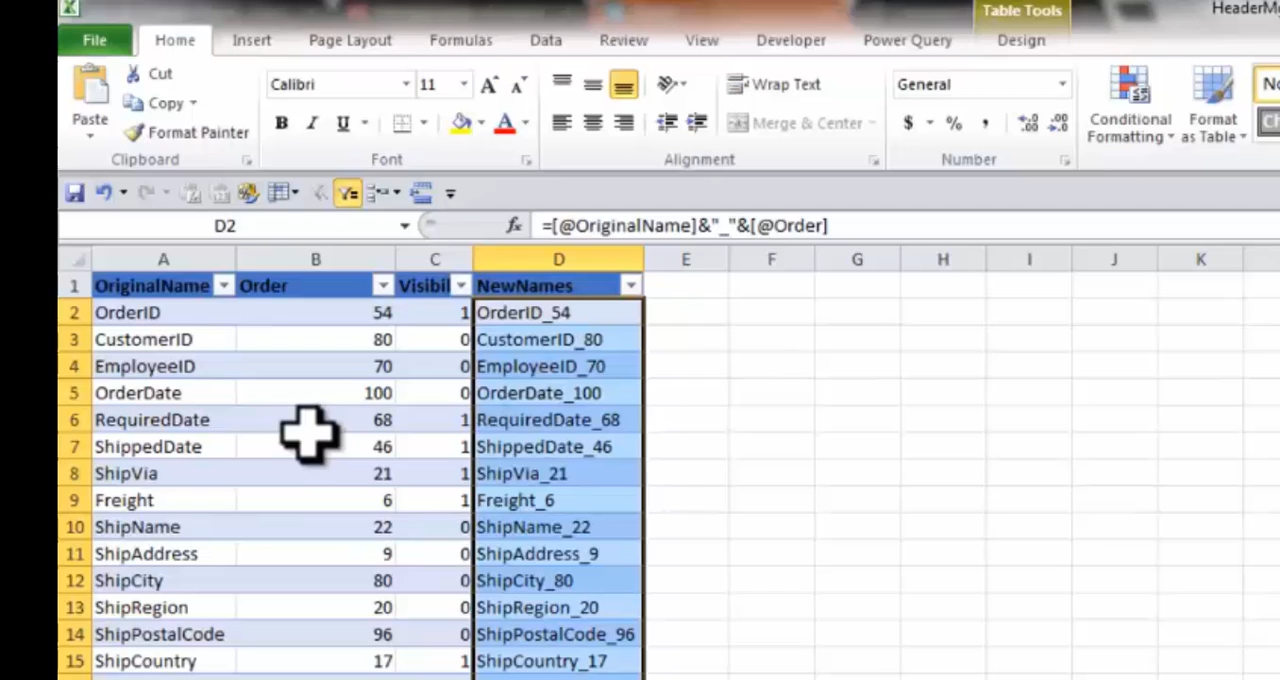 Table Tools
HeaderM
File Home Insert Page Layout Formulas Data Review View Developer Power Query Design
Cut
Copy
Format Painter
Paste
Clipboard
Calibri 11 A A
B I U A
Font
Wrap Text
Merge & Center
Alignment
General
$ % , .00 .00
Number
Conditional Formatting
Format as Table
D2 fx =[@OriginalName]&"_"&[@Order]
A B C D E F G H I J K
1 OriginalName Order Visibil NewNames
2 OrderID 54 1 OrderID_54
3 CustomerID 80 0 CustomerID_80
4 EmployeeID 70 0 EmployeeID_70
5 OrderDate 100 0 OrderDate_100
6 RequiredDate 68 1 RequiredDate_68
7 ShippedDate 46 1 ShippedDate_46
8 ShipVia 21 1 ShipVia_21
9 Freight 6 1 Freight_6
10 ShipName 22 0 ShipName_22
11 ShipAddress 9 0 ShipAddress_9
12 ShipCity 80 0 ShipCity_80
13 ShipRegion 20 0 ShipRegion_20
14 ShipPostalCode 96 0 ShipPostalCode_96
15 ShipCountry 17 1 ShipCountry_17